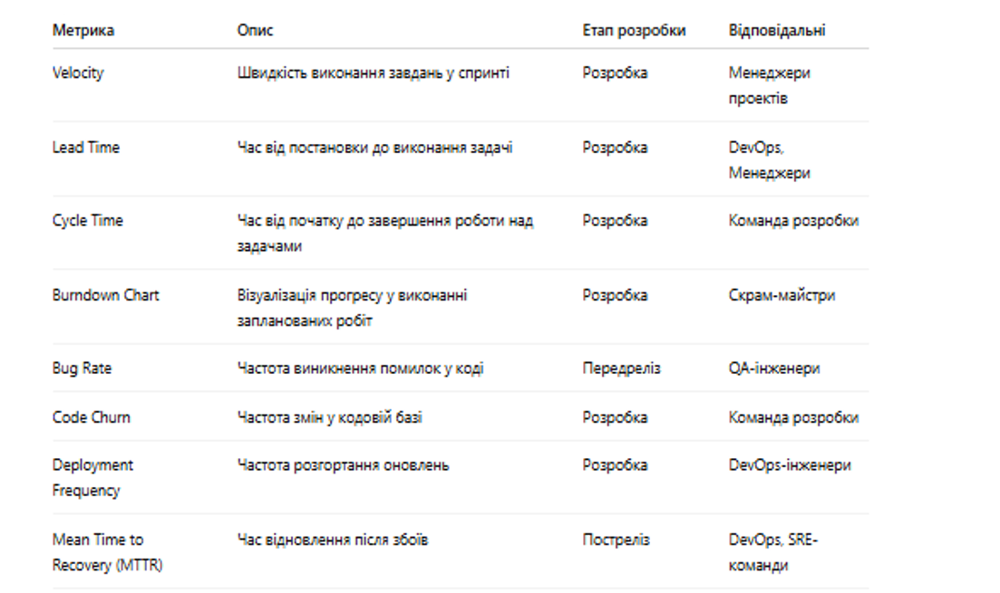 Метрика Опис Етап розробки Відповідальні
Velocity Швидкість виконання завдань у спринті Розробка Менеджери
проектів
Lead Time Час від постановки до виконання задачі Розробка DevOps,
Менеджери
Cycle Time Час від початку до завершення роботи над Розробка Команда розробки
задачами
Burndown Chart Візуалізація прогресу у виконанні Розробка Скрам-майстри
запланованих робіт
Bug Rate Частота виникнення помилок у коді Передреліз QA-інженери
Code Churn Частота змін у кодовій базі Розробка Команда розробки
Deployment Частота розгортання оновлень Розробка DevOps-інженери
Frequency
Mean Time to Час відновлення після збоїв Постреліз DevOps, SRE-
Recovery (MTTR) команди